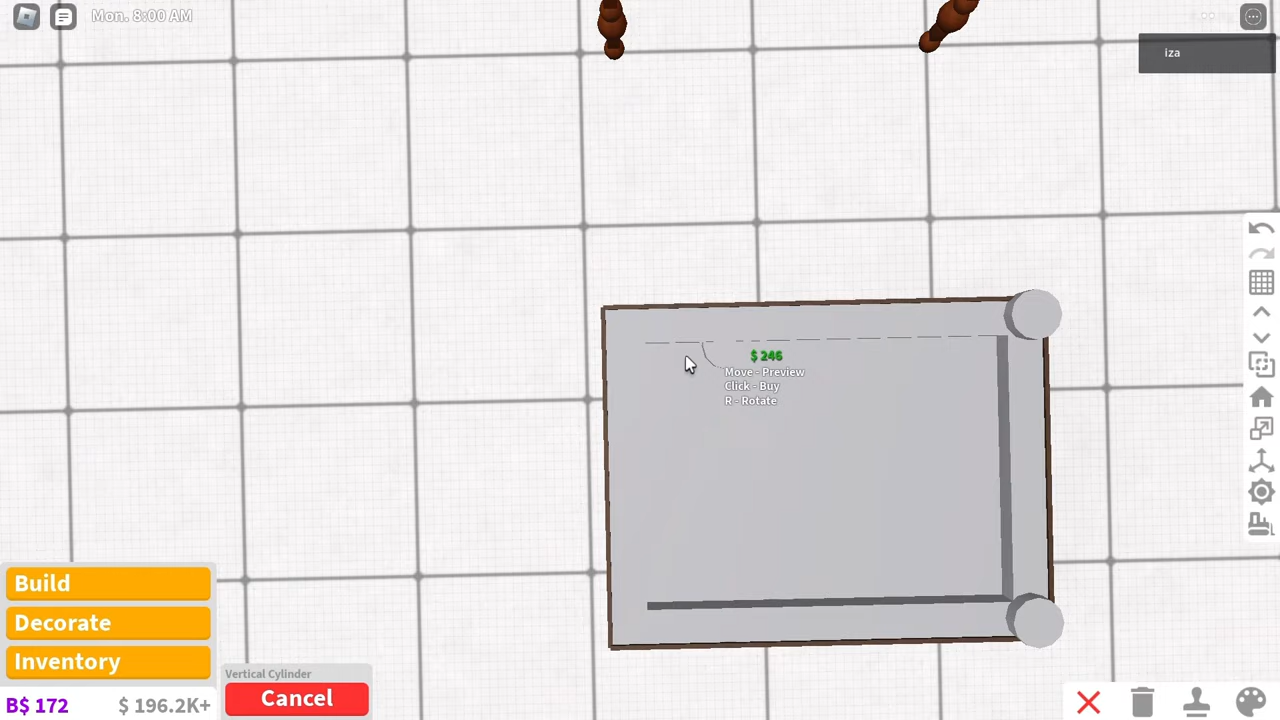 Mon. 8:00 AM
iza
$ 246
Move - Preview
Click - Buy
R - Rotate
Build
Decorate
Inventory
Vertical Cylinder
Cancel
B$ 172
$ 196.2K+